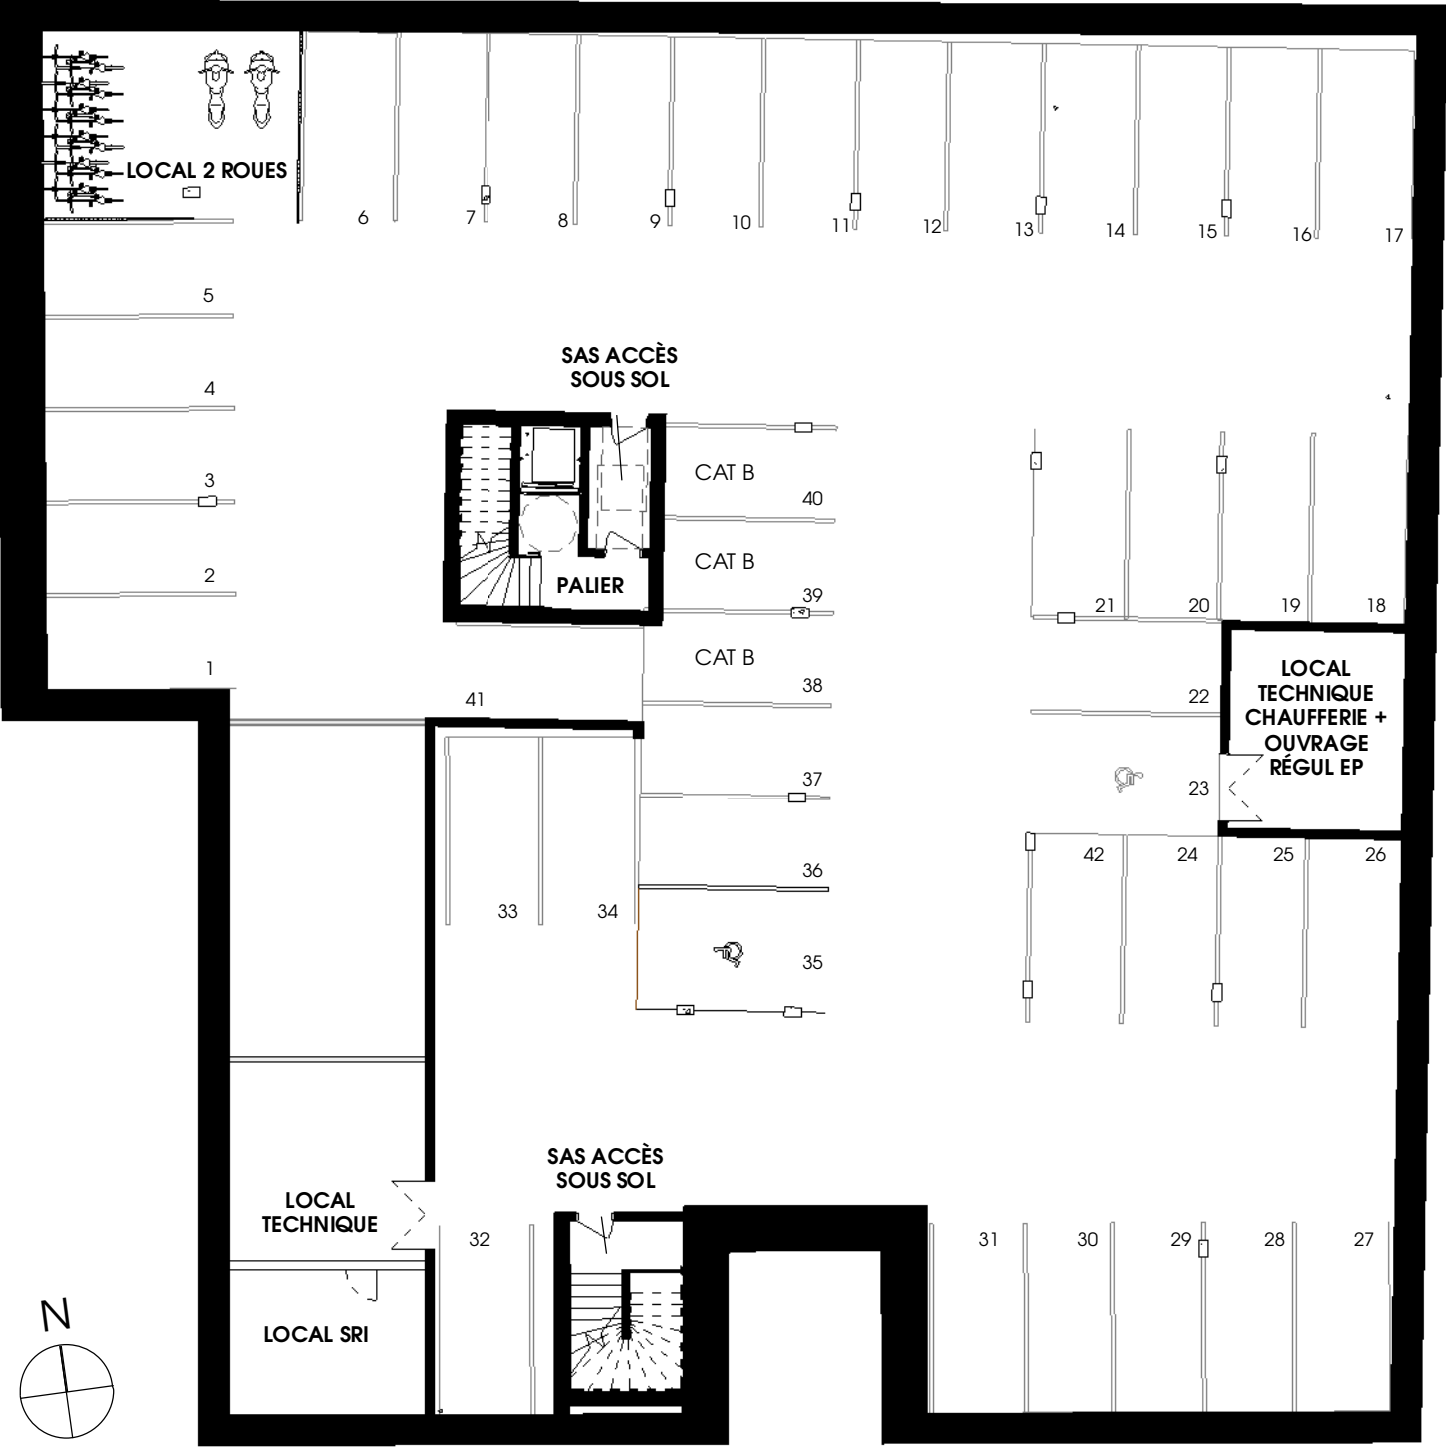 LOCAL 2 ROUES
6
7
8
9
10
11
12
13
14
15
16
17
5
4
3
2
1
SAS ACCÈS
SOUS SOL
CAT B
40
CAT B
39
PALIER
CAT B
38
41
37
36
35
33
34
21
20
19
18
22
23
LOCAL
TECHNIQUE
CHAUFFERIE +
OUVRAGE
RÉGUL EP
42
24
25
26
SAS ACCÈS
SOUS SOL
LOCAL
TECHNIQUE
32
31
30
29
28
27
LOCAL SRI
N